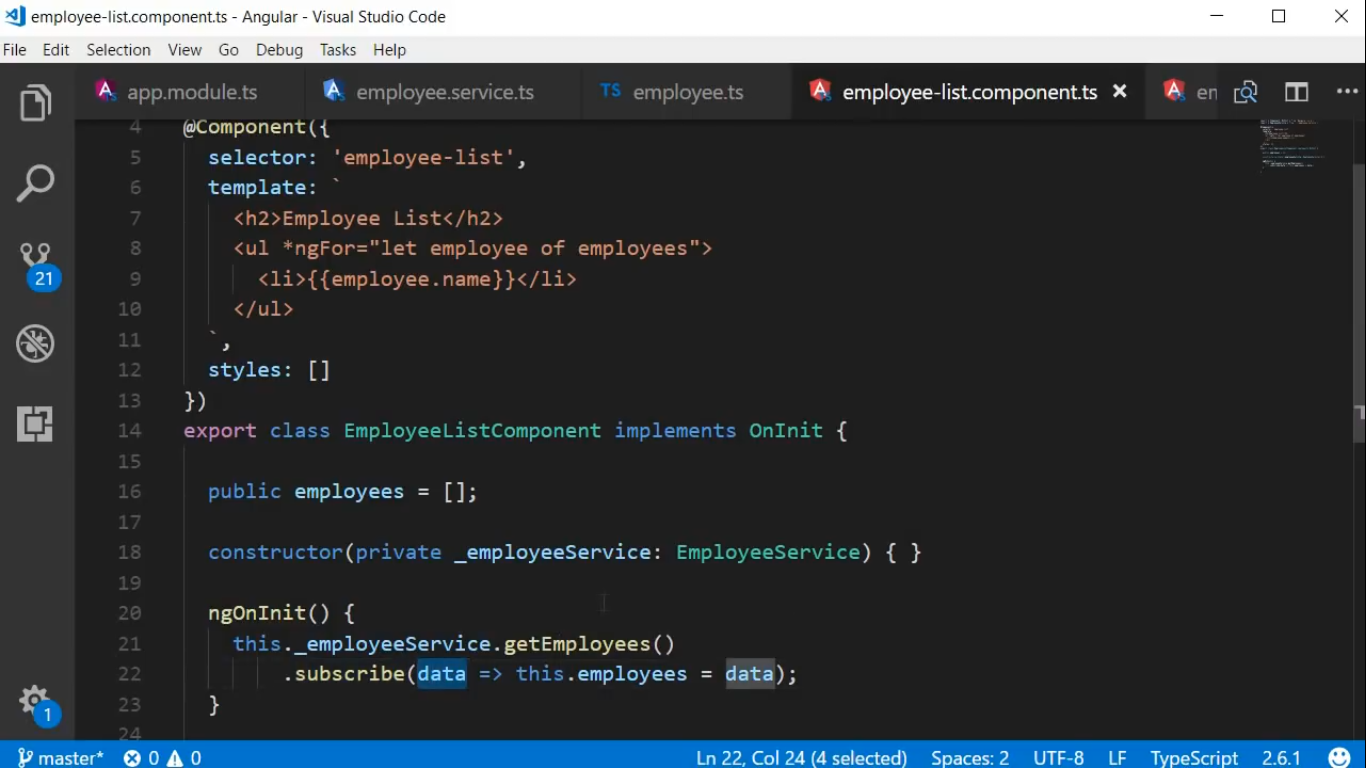 employee-list.component.ts - Angular - Visual Studio Code
File Edit Selection View Go Debug Tasks Help
app.module.ts employee.service.ts TS employee.ts employee-list.component.ts en
4 @Component({
5 selector: 'employee-list',
6 template: `
7 <h2>Employee List</h2>
8 <ul *ngFor="let employee of employees">
9 <li>{{employee.name}}</li>
10 </ul>
11 `,
12 styles: []
13 })
14 export class EmployeeListComponent implements OnInit {
15
16 public employees = [];
17
18 constructor(private _employeeService: EmployeeService) { }
19
20 ngOnInit() {
21 this._employeeService.getEmployees()
22 .subscribe(data => this.employees = data);
23 }
24
21
1
master* 0 0 Ln 22, Col 24 (4 selected) Spaces: 2 UTF-8 LF TypeScript 2.6.1